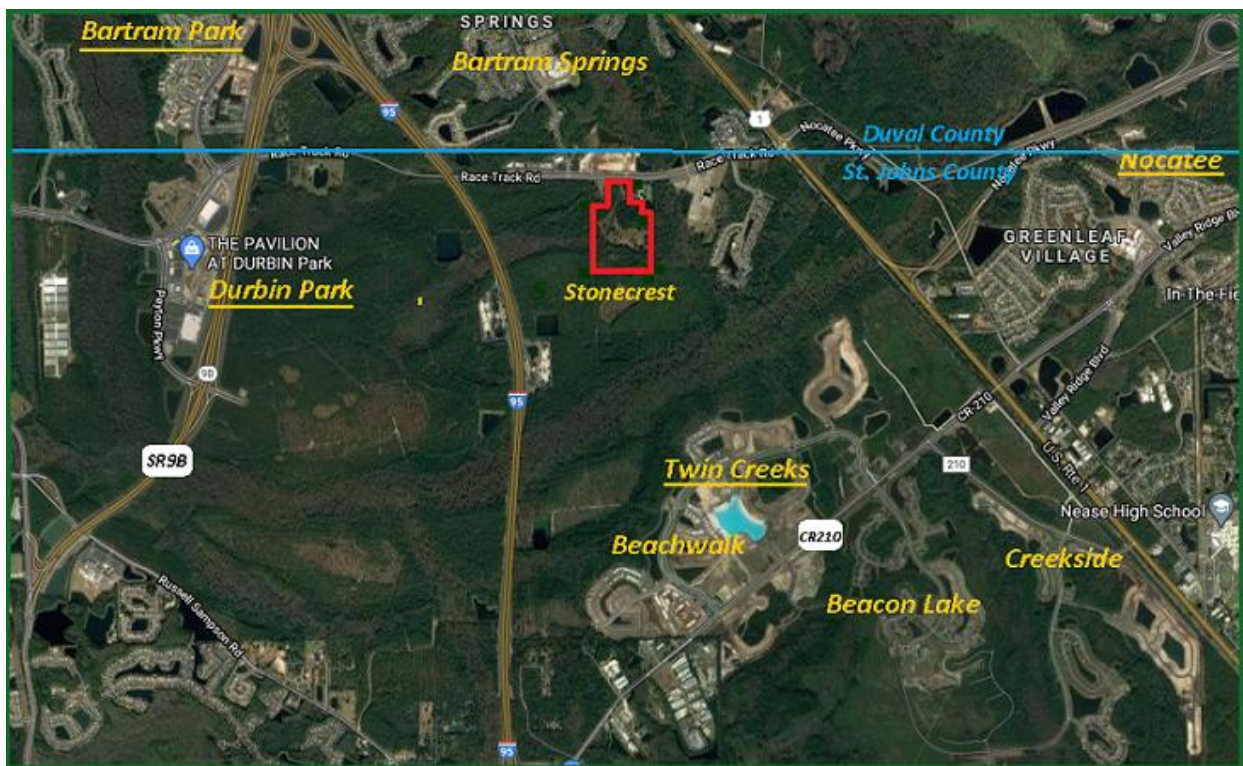 SPRINGS
Bartram Park
Bartram Springs
95
1
Nocatee Pkwy
Duval County
Race Track Rd
Race Track Rd
Nocatee Pkwy
St. Johns County
Nocatee
Race Track Rd
Valley Ridge Bl
GREENLEAF
VILLAGE
THE PAVILION
AT DURBIN Park
Durbin Park
Stonecrest
In-The-Fie
Peyton Pkwy
9B
95
CR-210
Valley Ridge Blvd
SR9B
Twin Creeks
210
U.S. Rte 1
Nease High School
Beachwalk
CR210
Creekside
Beacon Lake
Russell Sampson Rd
95